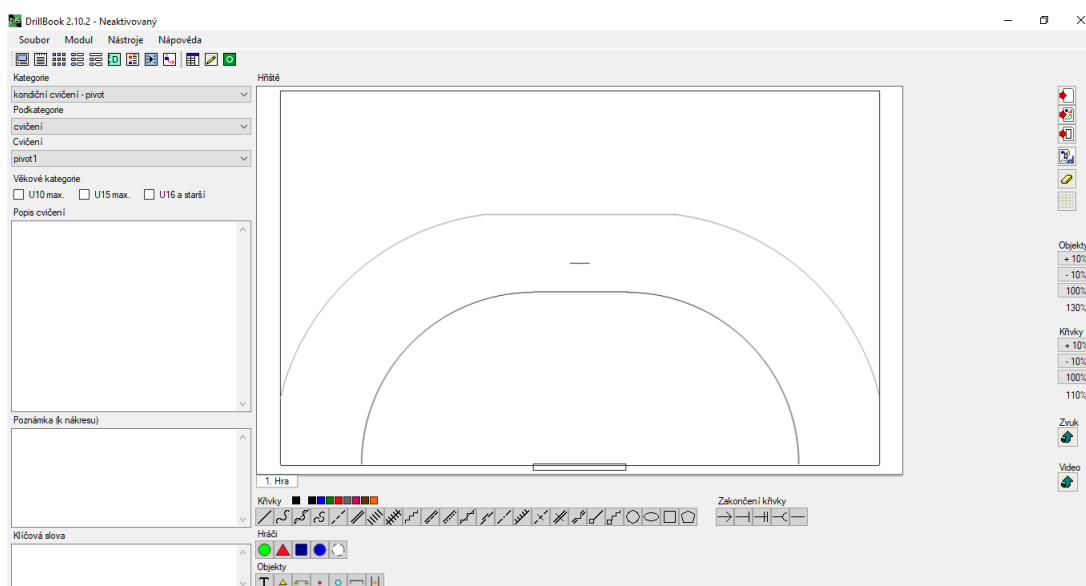 DrillBook 2.10.2 - Neaktivovaný
Soubor Modul Nástroje Nápověda
Kategorie
kondiční cvičení - pivot
Podkategorie
cvičení
Cvičení
pivot1
Věkové kategorie
U10 max. U15 max. U16 a starší
Popis cvičení
Poznámka (k nákresu)
Klíčová slova
Hřiště
1. Hra
Křivky
Zakončení křivky
Hráči
Objekty
T
Objekty
+ 10%
- 10%
100%
130%
Křivky
+ 10%
- 10%
100%
110%
Zvuk
Video